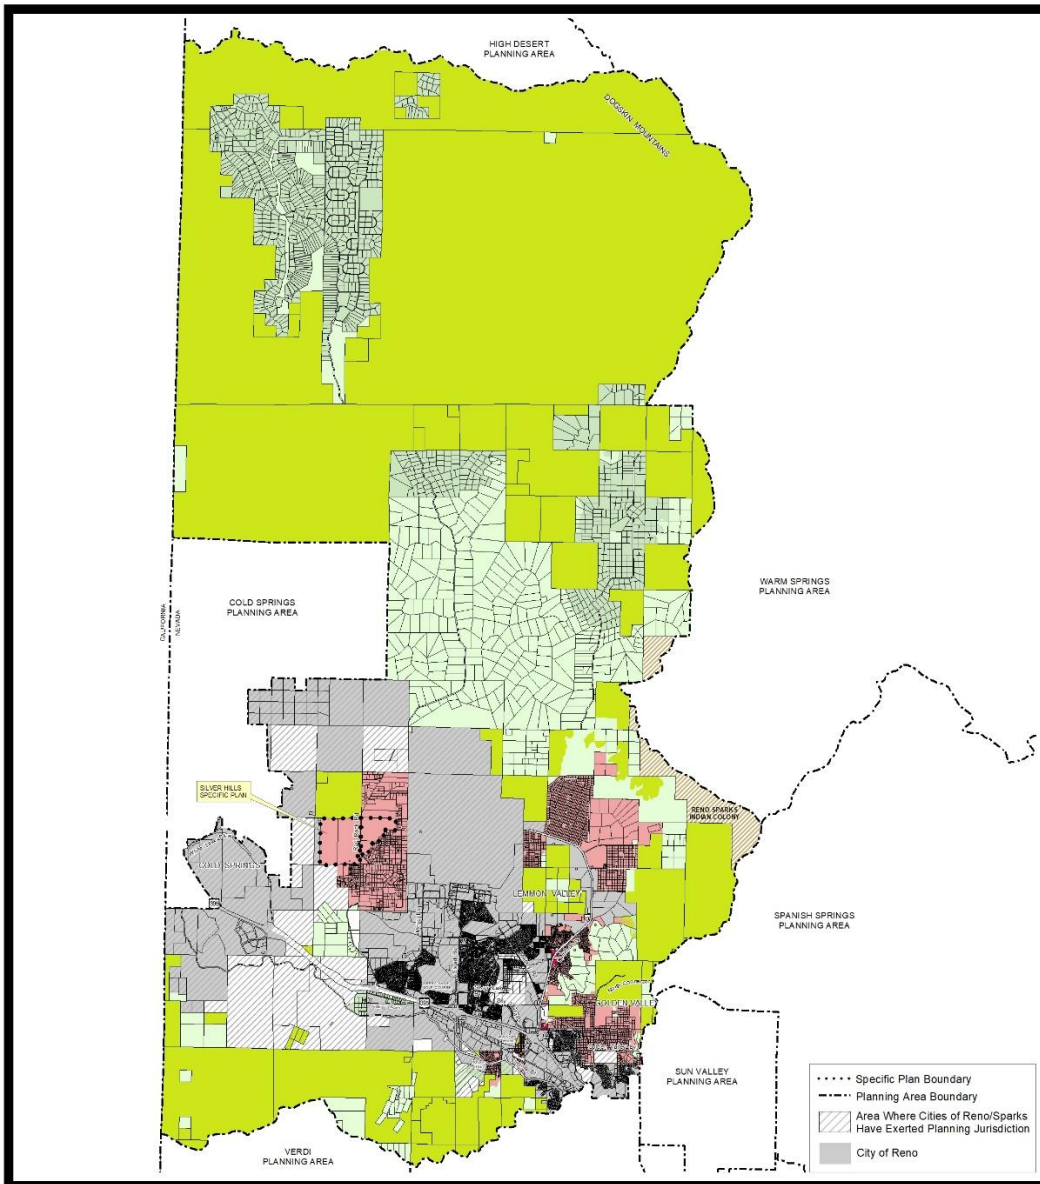 HIGH DESERT
PLANNING AREA
DOGSKIN MOUNTAINS
COLD SPRINGS
PLANNING AREA
CALIFORNIA
NEVADA
WARM SPRINGS
PLANNING AREA
SILVER HILLS
SPECIFIC PLAN
RENO SPARKS
INDIAN COLONY
COLD SPRINGS
LEMMON VALLEY
SPANISH SPRINGS
PLANNING AREA
GOLDEN VALLEY
395
SUN VALLEY
PLANNING AREA
VERDI
PLANNING AREA
Specific Plan Boundary
Planning Area Boundary
Area Where Cities of Reno/Sparks
Have Exerted Planning Jurisdiction
City of Reno